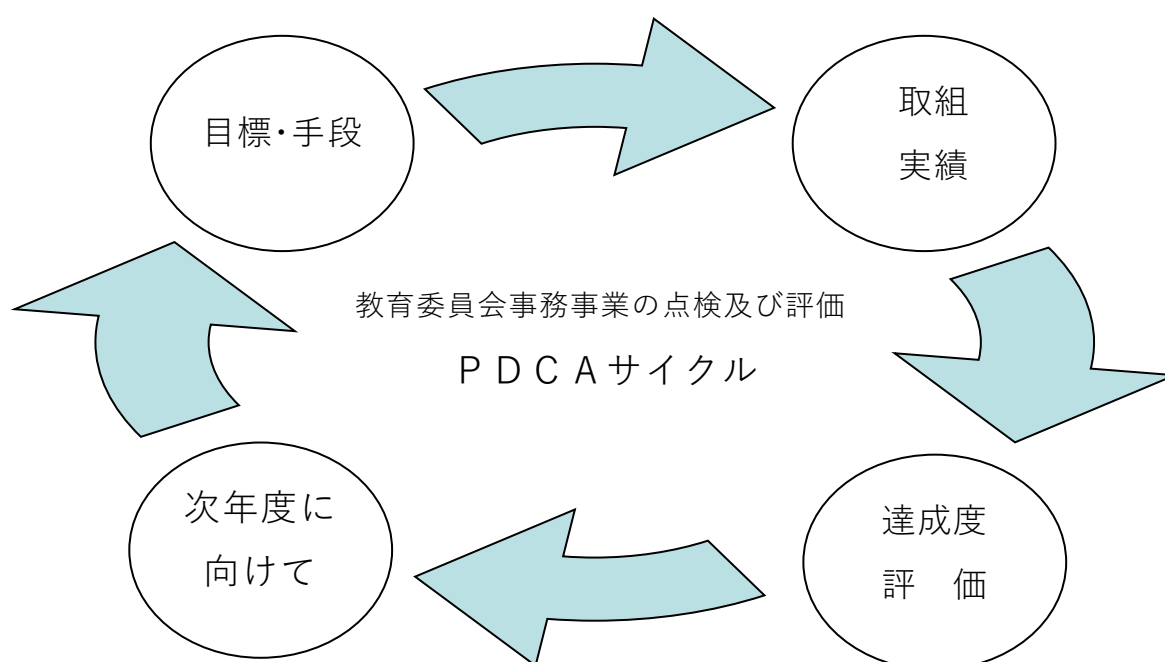 目標・手段
取組
実績
教育委員会事務事業の点検及び評価
ＰＤＣＡサイクル
次年度に
向けて
達成度
評　価